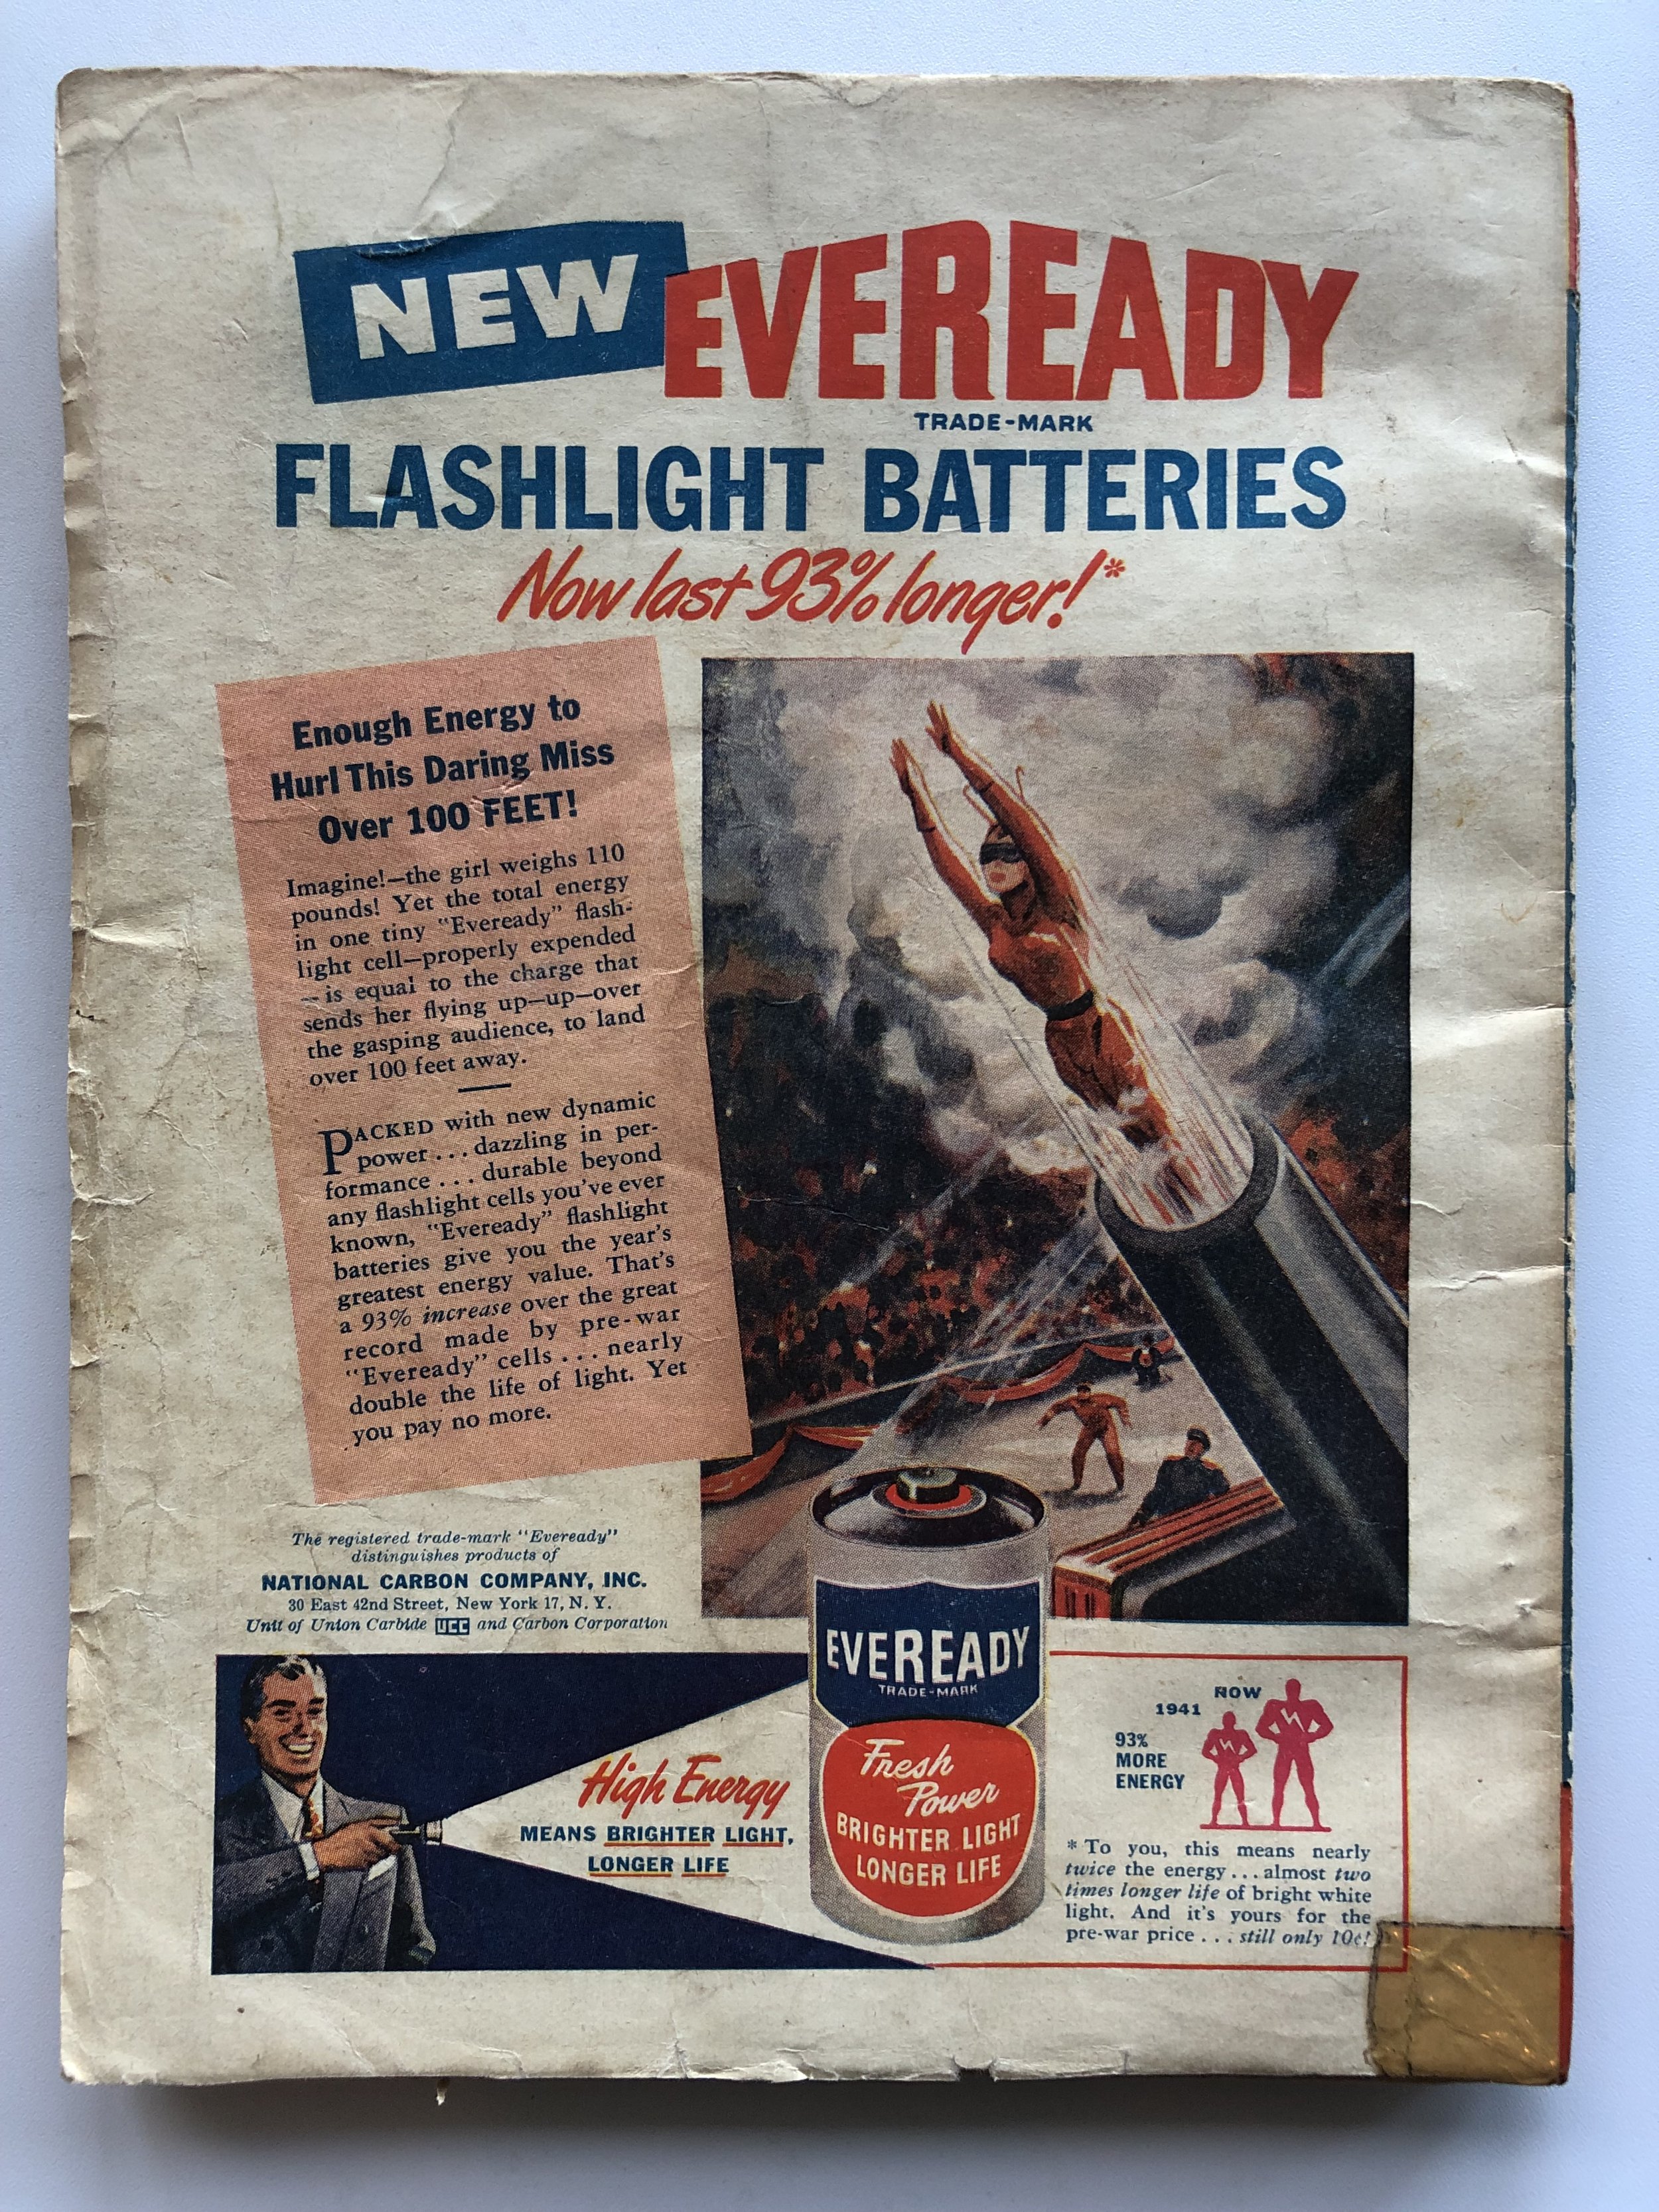 NEW EVEREADY
TRADE-MARK
FLASHLIGHT BATTERIES
Now last 93% longer!*
Enough Energy to
Hurl This Daring Miss
Over 100 FEET!
Imagine!—the girl weighs 110
pounds! Yet the total energy
in one tiny "Eveready" flash-
light cell—properly expended
—is equal to the charge that
sends her flying up—up—over
the gasping audience, to land
over 100 feet away.
PACKED with new dynamic
power . . . dazzling in per-
formance . . . durable beyond
any flashlight cells you've ever
known, "Eveready" flashlight
batteries give you the year's
greatest energy value. That's
a 93% increase over the great
record made by pre-war
"Eveready" cells . . . nearly
double the life of light. Yet
you pay no more.
The registered trade-mark "Eveready"
distinguishes products of
NATIONAL CARBON COMPANY, INC.
30 East 42nd Street, New York 17, N. Y.
Unit of Union Carbide UCC and Carbon Corporation
High Energy
MEANS BRIGHTER LIGHT,
LONGER LIFE
EVEREADY
TRADE-MARK
Fresh
Power
BRIGHTER LIGHT
LONGER LIFE
NOW
1941
93%
MORE
ENERGY
* To you, this means nearly
twice the energy . . . almost two
times longer life of bright white
light. And it's yours for the
pre-war price . . . still only 10¢!